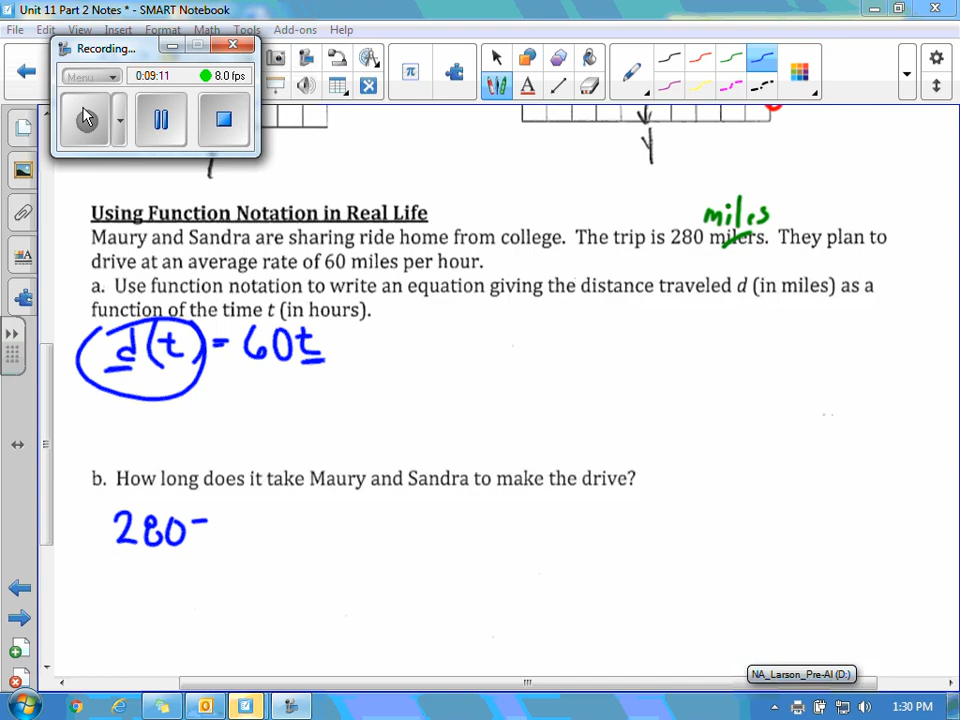 Unit 11 Part 2 Notes * - SMART Notebook
File Edit View Insert Format Math Tools Add-ons Help
Recording...
Menu 0:09:11 8.0 fps
π
A
y
Using Function Notation in Real Life
miles
Maury and Sandra are sharing ride home from college. The trip is 280 milers. They plan to
drive at an average rate of 60 miles per hour.
a. Use function notation to write an equation giving the distance traveled d (in miles) as a
function of the time t (in hours).
d(t) = 60t
b. How long does it take Maury and Sandra to make the drive?
280-
NA_Larson_Pre-Al (D:)
1:30 PM